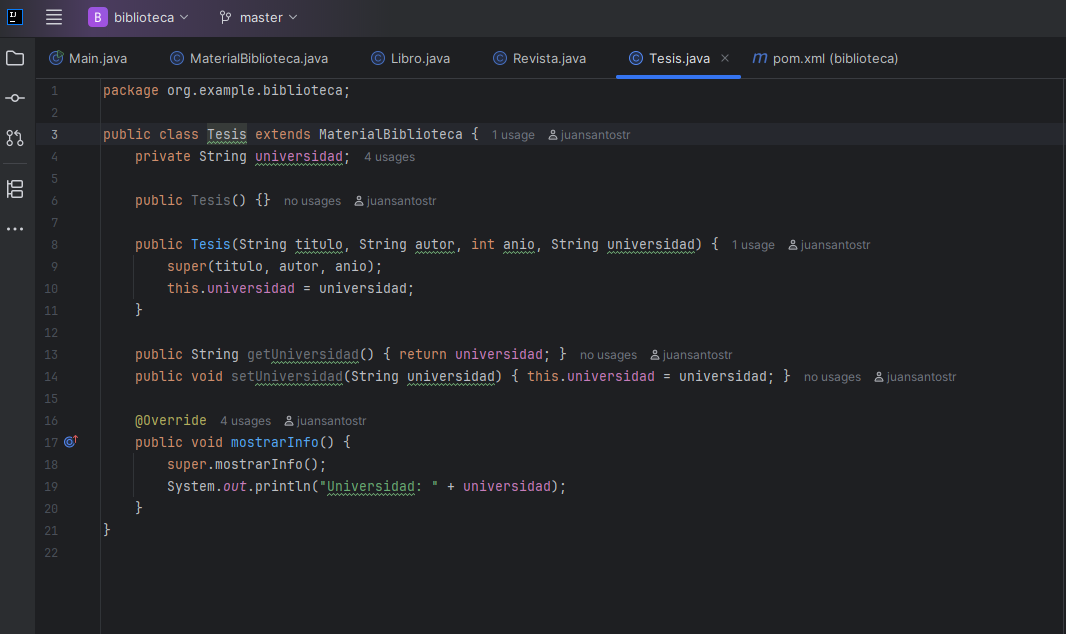 IJ B biblioteca master
Main.java MaterialBiblioteca.java Libro.java Revista.java Tesis.java pom.xml (biblioteca)
1 package org.example.biblioteca;
2
3 public class Tesis extends MaterialBiblioteca { 1 usage juansantostr
4 private String universidad; 4 usages
5
6 public Tesis() {} no usages juansantostr
7
8 public Tesis(String titulo, String autor, int anio, String universidad) { 1 usage juansantostr
9 super(titulo, autor, anio);
10 this.universidad = universidad;
11 }
12
13 public String getUniversidad() { return universidad; } no usages juansantostr
14 public void setUniversidad(String universidad) { this.universidad = universidad; } no usages juansantostr
15
16 @Override 4 usages juansantostr
17 public void mostrarInfo() {
18 super.mostrarInfo();
19 System.out.println("Universidad: " + universidad);
20 }
21 }
22